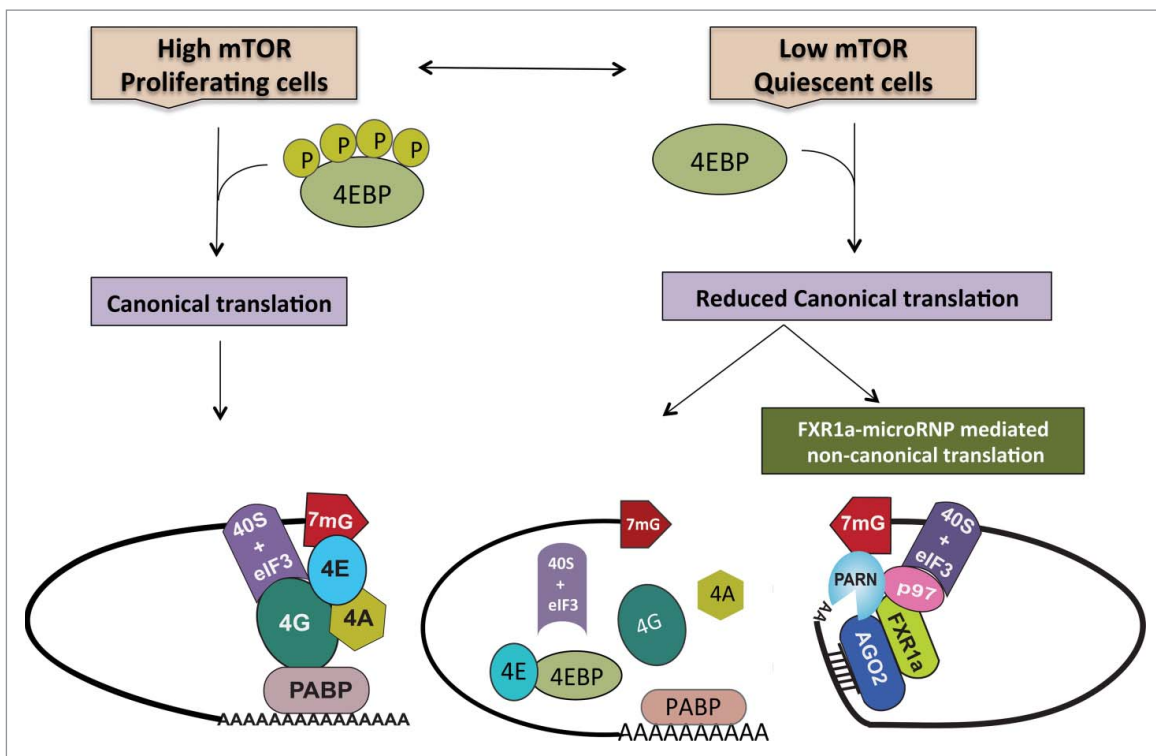 High mTOR
Proliferating cells
Low mTOR
Quiescent cells
P
P
P
P
4EBP
4EBP
Canonical translation
Reduced Canonical translation
FXR1a-microRNP mediated
non-canonical translation
40S
+
eIF3
7mG
4E
4G
4A
PABP
AAAAAAAAAAAAAAA
7mG
40S
+
eIF3
4A
4G
4E
4EBP
PABP
AAAAAAAAAA
7mG
40S
+
eIF3
PARN
p97
AA
FXR1a
AGO2